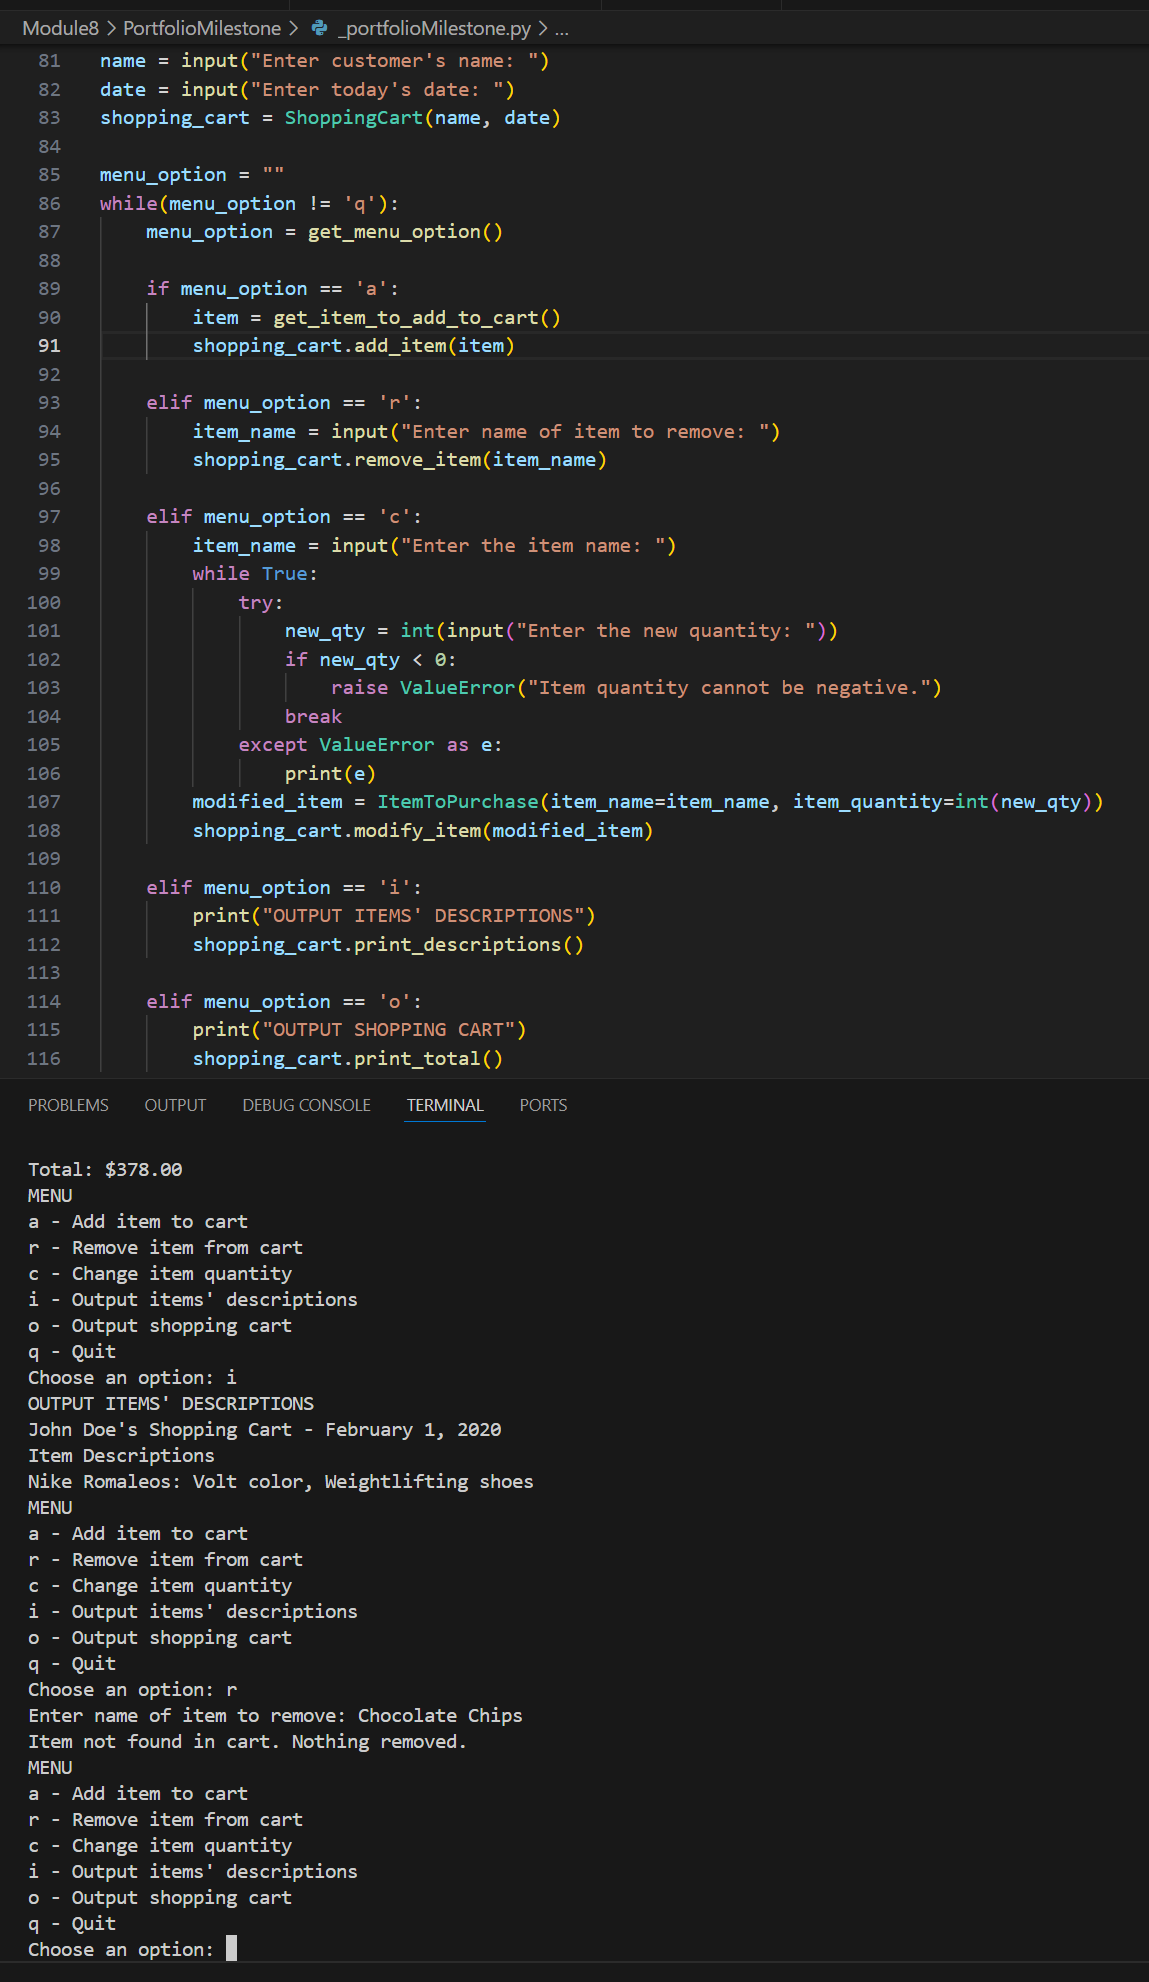 Module8 > PortfolioMilestone > _portfolioMilestone.py > ...
81 name = input("Enter customer's name: ")
82 date = input("Enter today's date: ")
83 shopping_cart = ShoppingCart(name, date)
84
85 menu_option = ""
86 while(menu_option != 'q'):
87     menu_option = get_menu_option()
88
89     if menu_option == 'a':
90         item = get_item_to_add_to_cart()
91         shopping_cart.add_item(item)
92
93     elif menu_option == 'r':
94         item_name = input("Enter name of item to remove: ")
95         shopping_cart.remove_item(item_name)
96
97     elif menu_option == 'c':
98         item_name = input("Enter the item name: ")
99         while True:
100             try:
101                 new_qty = int(input("Enter the new quantity: "))
102                 if new_qty < 0:
103                     raise ValueError("Item quantity cannot be negative.")
104                 break
105             except ValueError as e:
106                 print(e)
107         modified_item = ItemToPurchase(item_name=item_name, item_quantity=int(new_qty))
108         shopping_cart.modify_item(modified_item)
109
110     elif menu_option == 'i':
111         print("OUTPUT ITEMS' DESCRIPTIONS")
112         shopping_cart.print_descriptions()
113
114     elif menu_option == 'o':
115         print("OUTPUT SHOPPING CART")
116         shopping_cart.print_total()
PROBLEMS OUTPUT DEBUG CONSOLE TERMINAL PORTS
Total: $378.00
MENU
a - Add item to cart
r - Remove item from cart
c - Change item quantity
i - Output items' descriptions
o - Output shopping cart
q - Quit
Choose an option: i
OUTPUT ITEMS' DESCRIPTIONS
John Doe's Shopping Cart - February 1, 2020
Item Descriptions
Nike Romaleos: Volt color, Weightlifting shoes
MENU
a - Add item to cart
r - Remove item from cart
c - Change item quantity
i - Output items' descriptions
o - Output shopping cart
q - Quit
Choose an option: r
Enter name of item to remove: Chocolate Chips
Item not found in cart. Nothing removed.
MENU
a - Add item to cart
r - Remove item from cart
c - Change item quantity
i - Output items' descriptions
o - Output shopping cart
q - Quit
Choose an option: